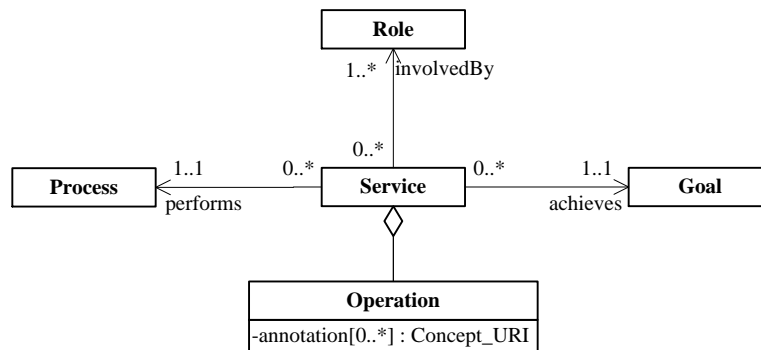 Role
1..* involvedBy
0..*
1..1 0..* 0..* 1..1
Process Service Goal
performs achieves
Operation
-annotation[0..*] : Concept_URI